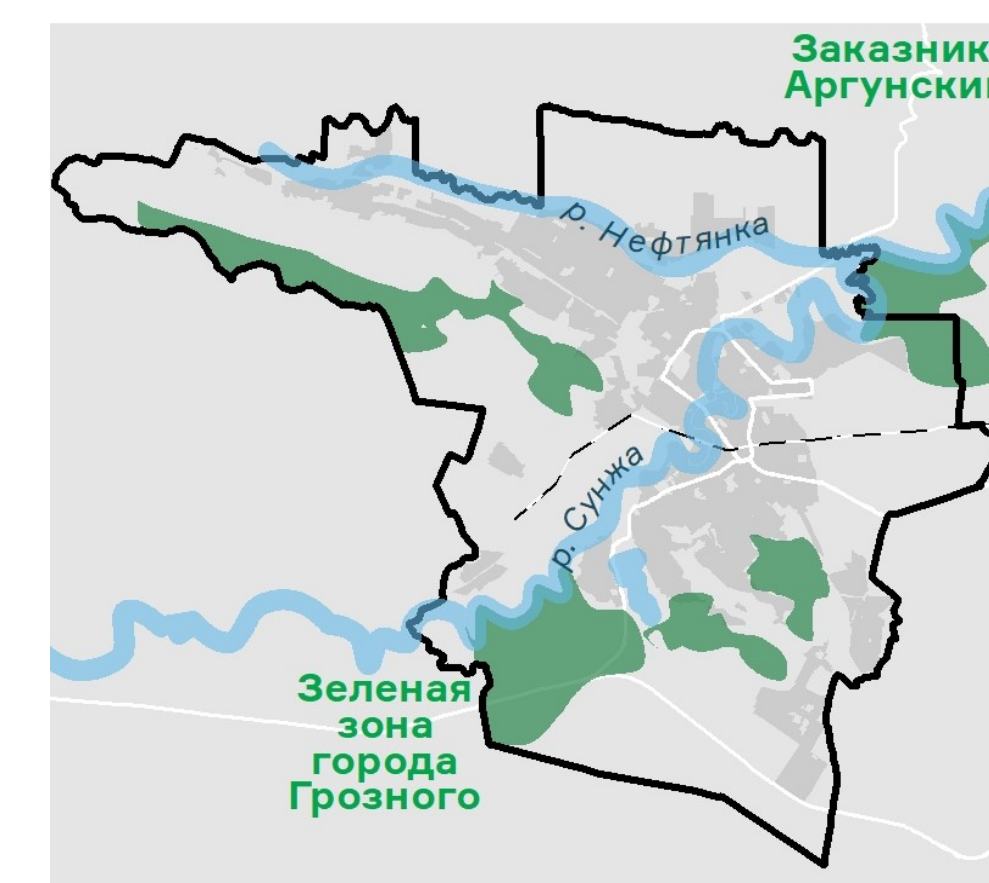 Заказник
Аргунски
р. Нефтянка
р. Сунжа
Зеленая
зона
города
Грозного